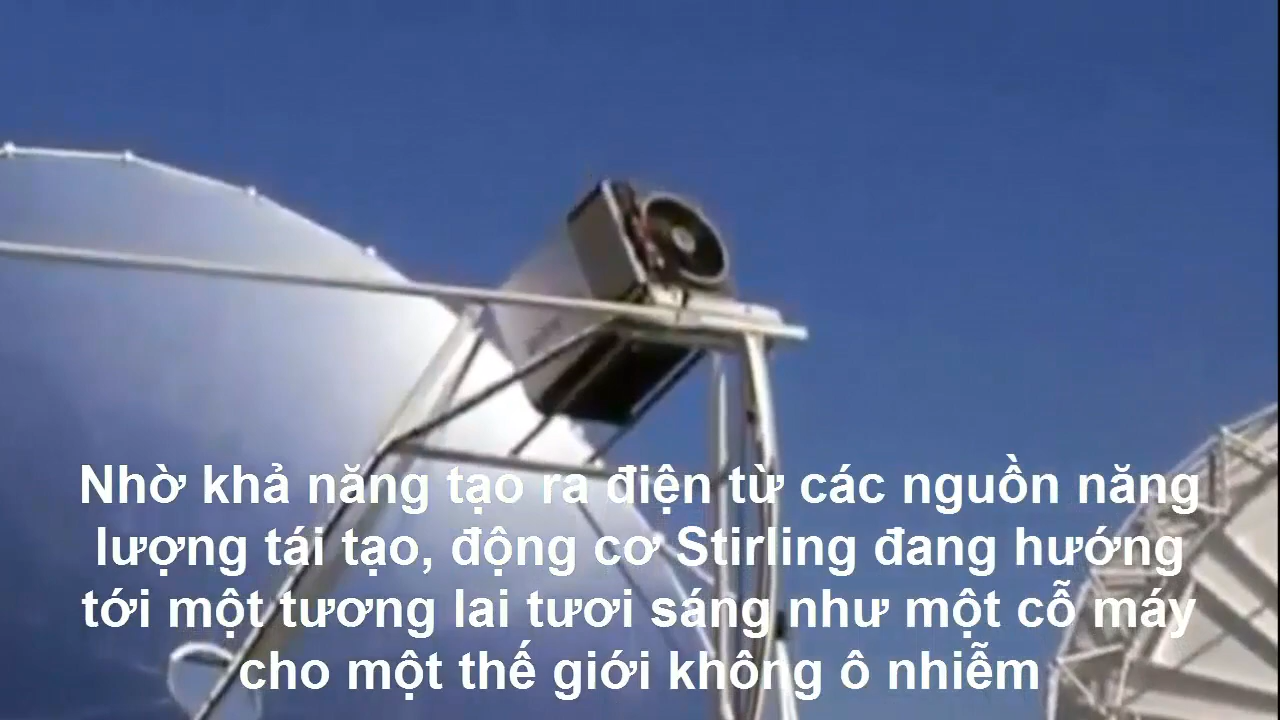 Nhờ khả năng tạo ra điện từ các nguồn năng
lượng tái tạo, động cơ Stirling đang hướng
tới một tương lai tươi sáng như một cỗ máy
cho một thế giới không ô nhiễm